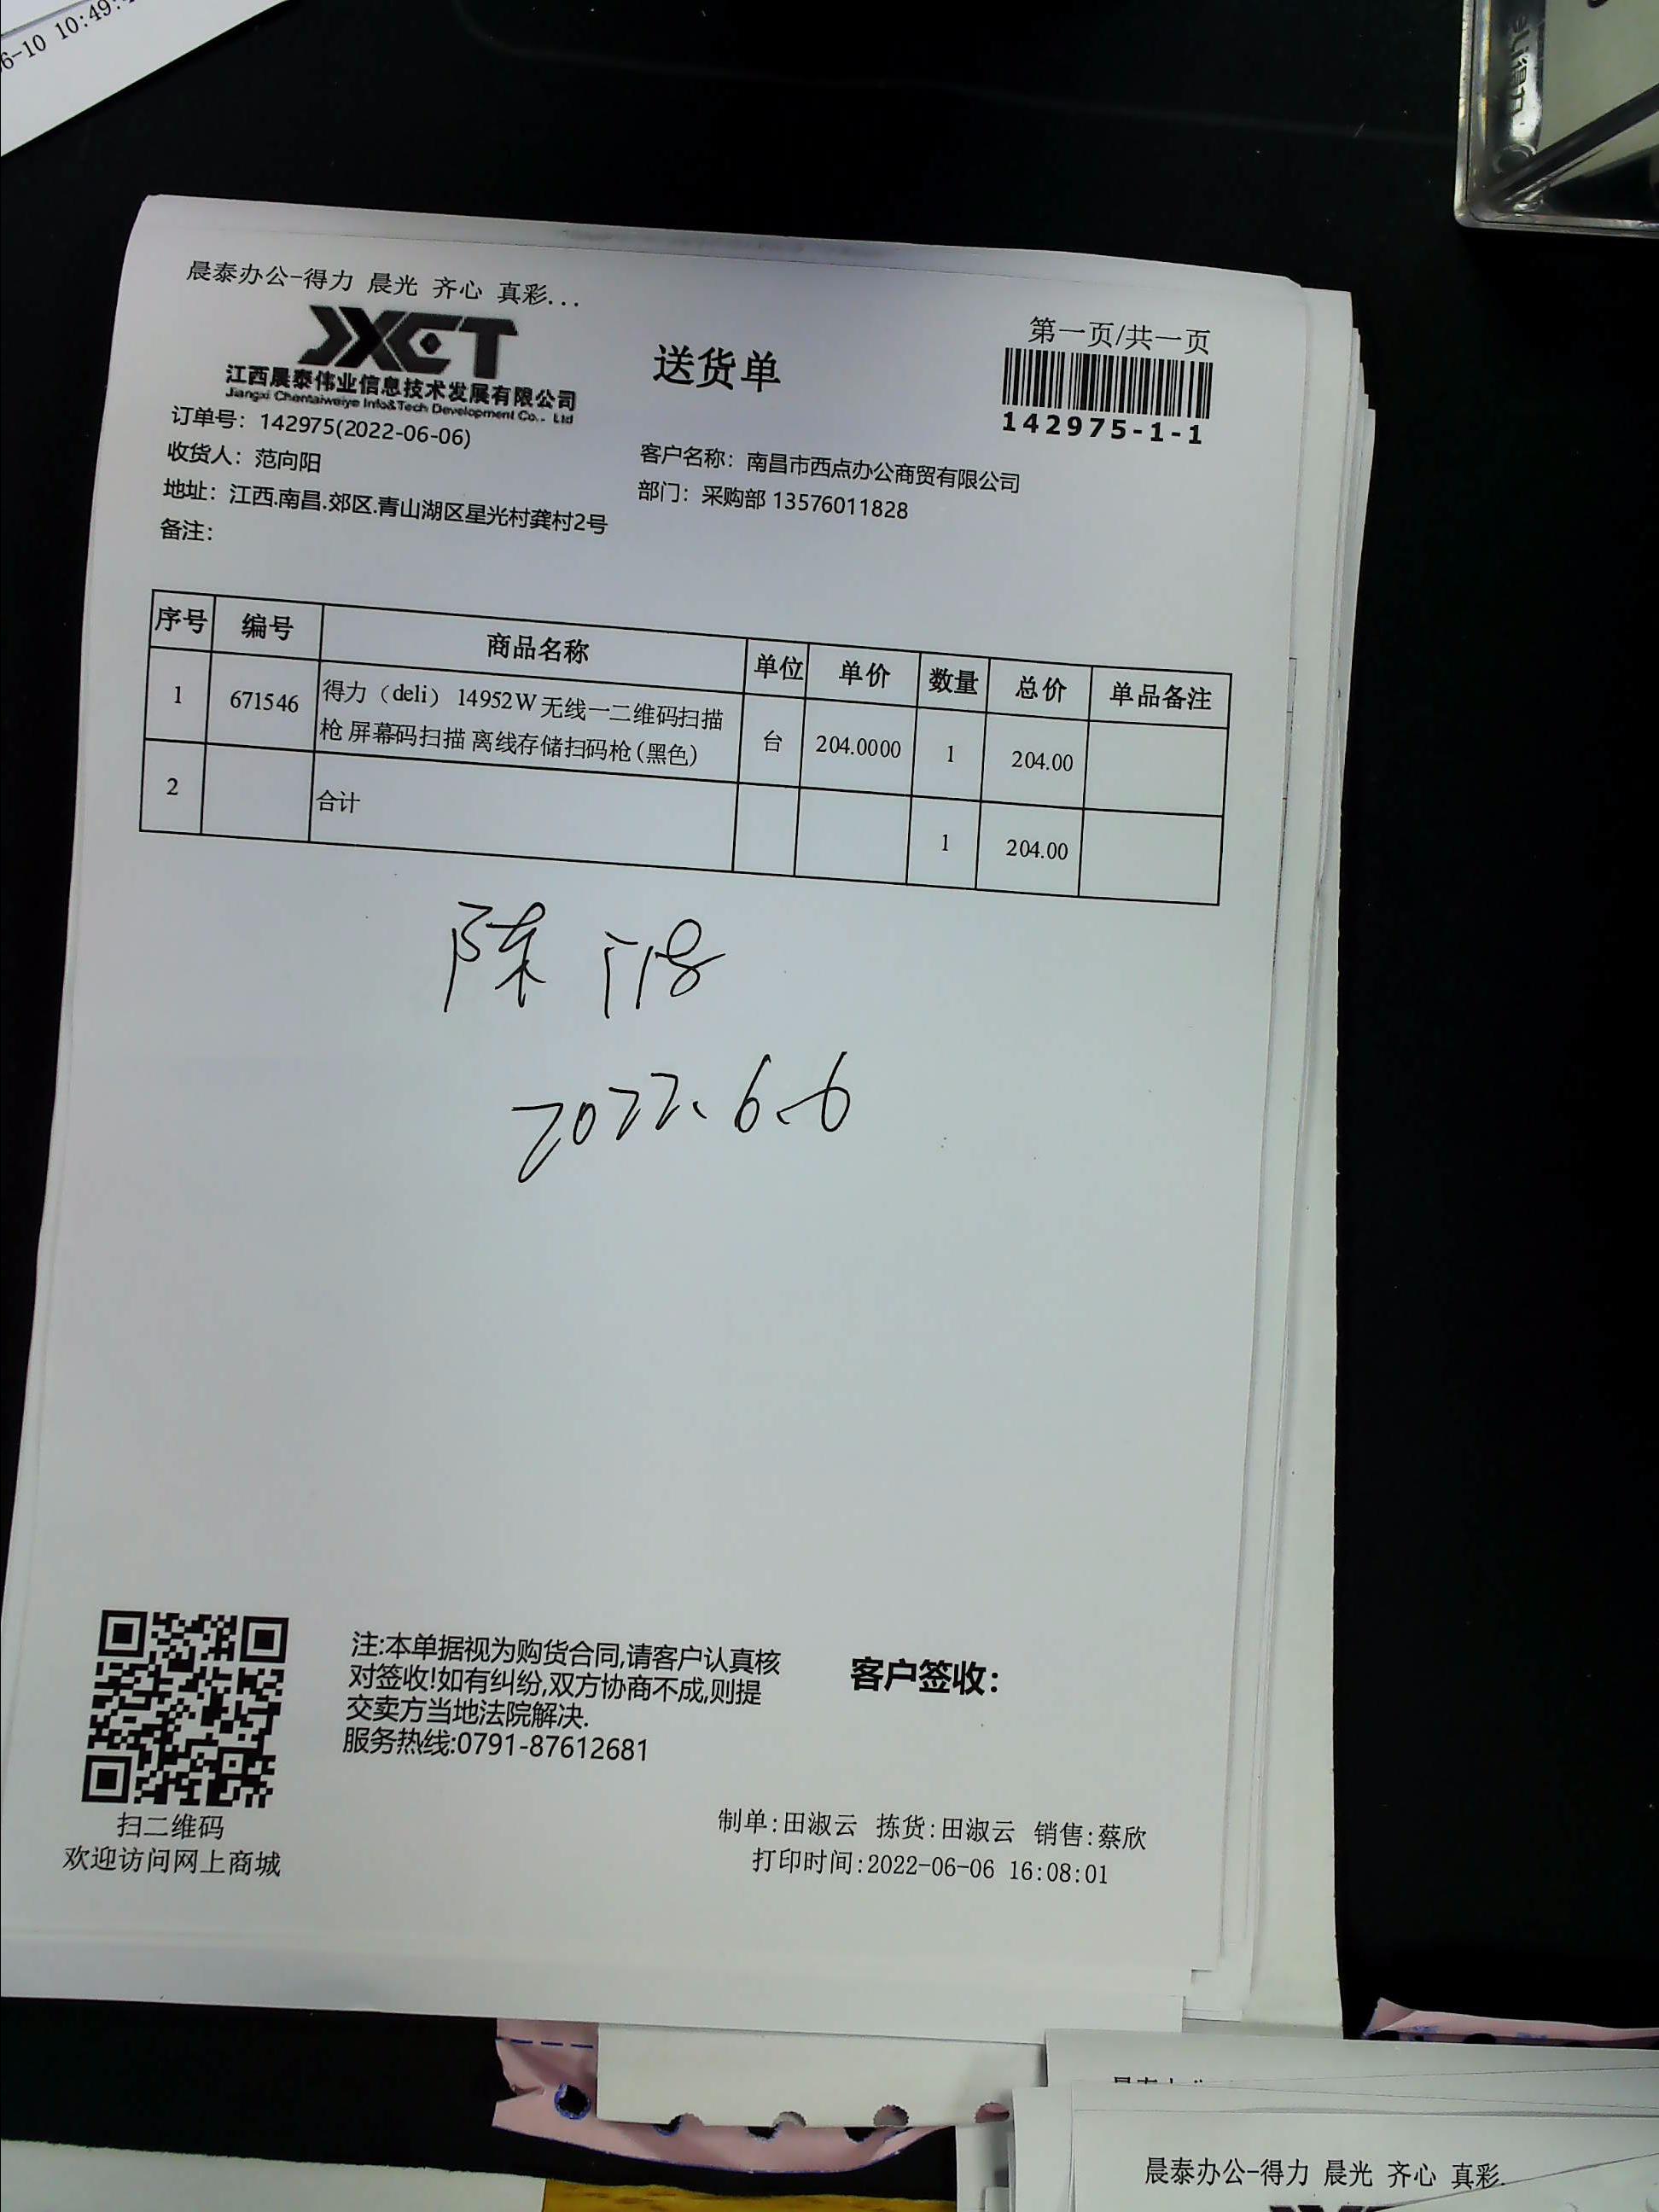 6-10 10:49:
得力
晨泰办公-得力 晨光 齐心 真彩...
JXCT
江西晨泰伟业信息技术发展有限公司
Jiangxi Chentaiweiye Info&Tech Development Co., Ltd
送货单
第一页/共一页
142975-1-1
订单号：142975(2022-06-06)
收货人：范向阳
客户名称：南昌市西点办公商贸有限公司
地址：江西.南昌.郊区.青山湖区星光村龚村2号
部门：采购部 13576011828
备注：
序号 编号 商品名称 单位 单价 数量 总价 单品备注
1 671546 得力（deli） 14952W 无线一二维码扫描
枪 屏幕码扫描 离线存储扫码枪(黑色) 台 204.0000 1 204.00
2 合计 1 204.00
陈
2022.6.6
注:本单据视为购货合同,请客户认真核
对签收!如有纠纷,双方协商不成,则提
交卖方当地法院解决.
服务热线:0791-87612681
客户签收：
扫二维码
欢迎访问网上商城
制单:田淑云 拣货:田淑云 销售:蔡欣
打印时间:2022-06-06 16:08:01
晨泰办公-得力 晨光 齐心 真彩